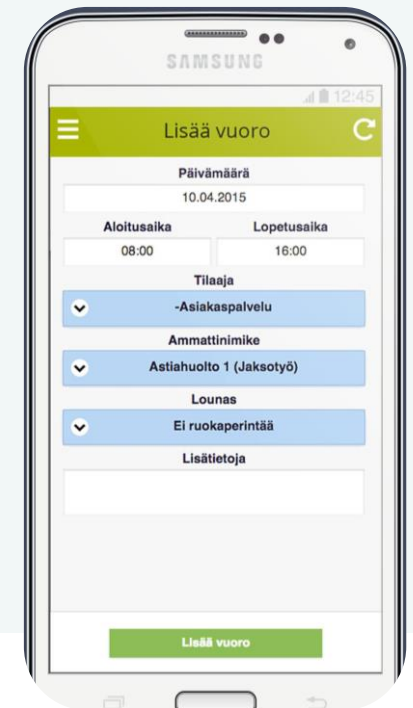 SAMSUNG
12:45
Lisää vuoro
Päivämäärä
10.04.2015
Aloitusaika Lopetusaika
08:00 16:00
Tilaaja
-Asiakaspalvelu
Ammattinimike
Astiahuolto 1 (Jaksotyö)
Lounas
Ei ruokaperintää
Lisätietoja
Lisää vuoro